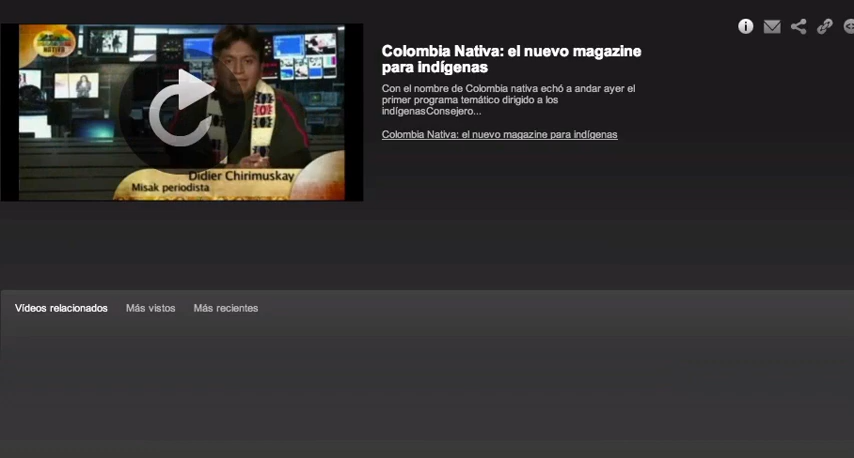 NATIVA
Didier Chirimuskay
Misak periodista
Colombia Nativa: el nuevo magazine
para indígenas
Con el nombre de Colombia nativa echó a andar ayer el
primer programa temático dirigido a los
indígenasConsejero...
Colombia Nativa: el nuevo magazine para indígenas
Vídeos relacionados Más vistos Más recientes